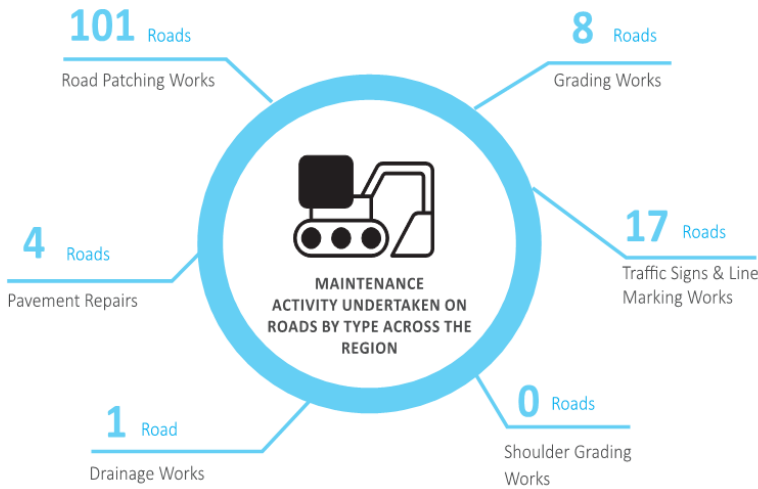 101 Roads
Road Patching Works
8 Roads
Grading Works
4 Roads
Pavement Repairs
17 Roads
Traffic Signs & Line
Marking Works
MAINTENANCE
ACTIVITY UNDERTAKEN ON
ROADS BY TYPE ACROSS THE
REGION
1 Road
Drainage Works
0 Roads
Shoulder Grading
Works